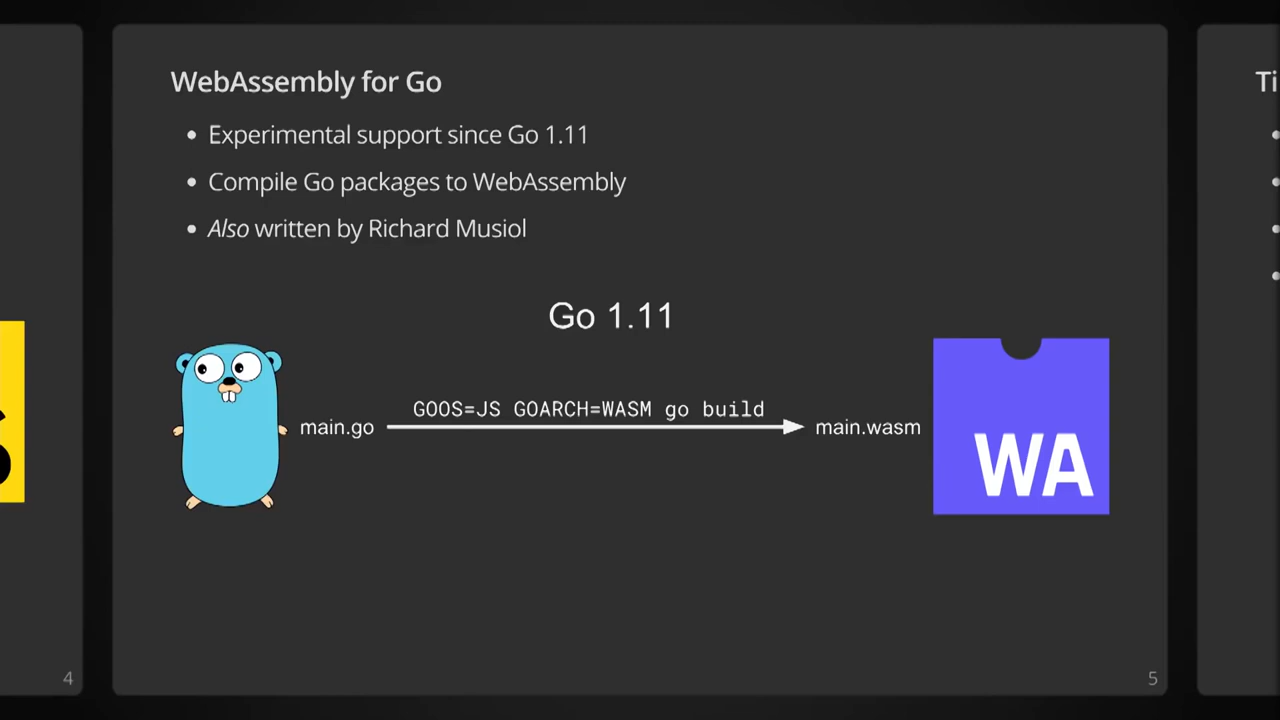 WebAssembly for Go
Experimental support since Go 1.11
Compile Go packages to WebAssembly
Also written by Richard Musiol
Go 1.11
GOOS=JS GOARCH=WASM go build
main.go
main.wasm
WA
4
5
Ti